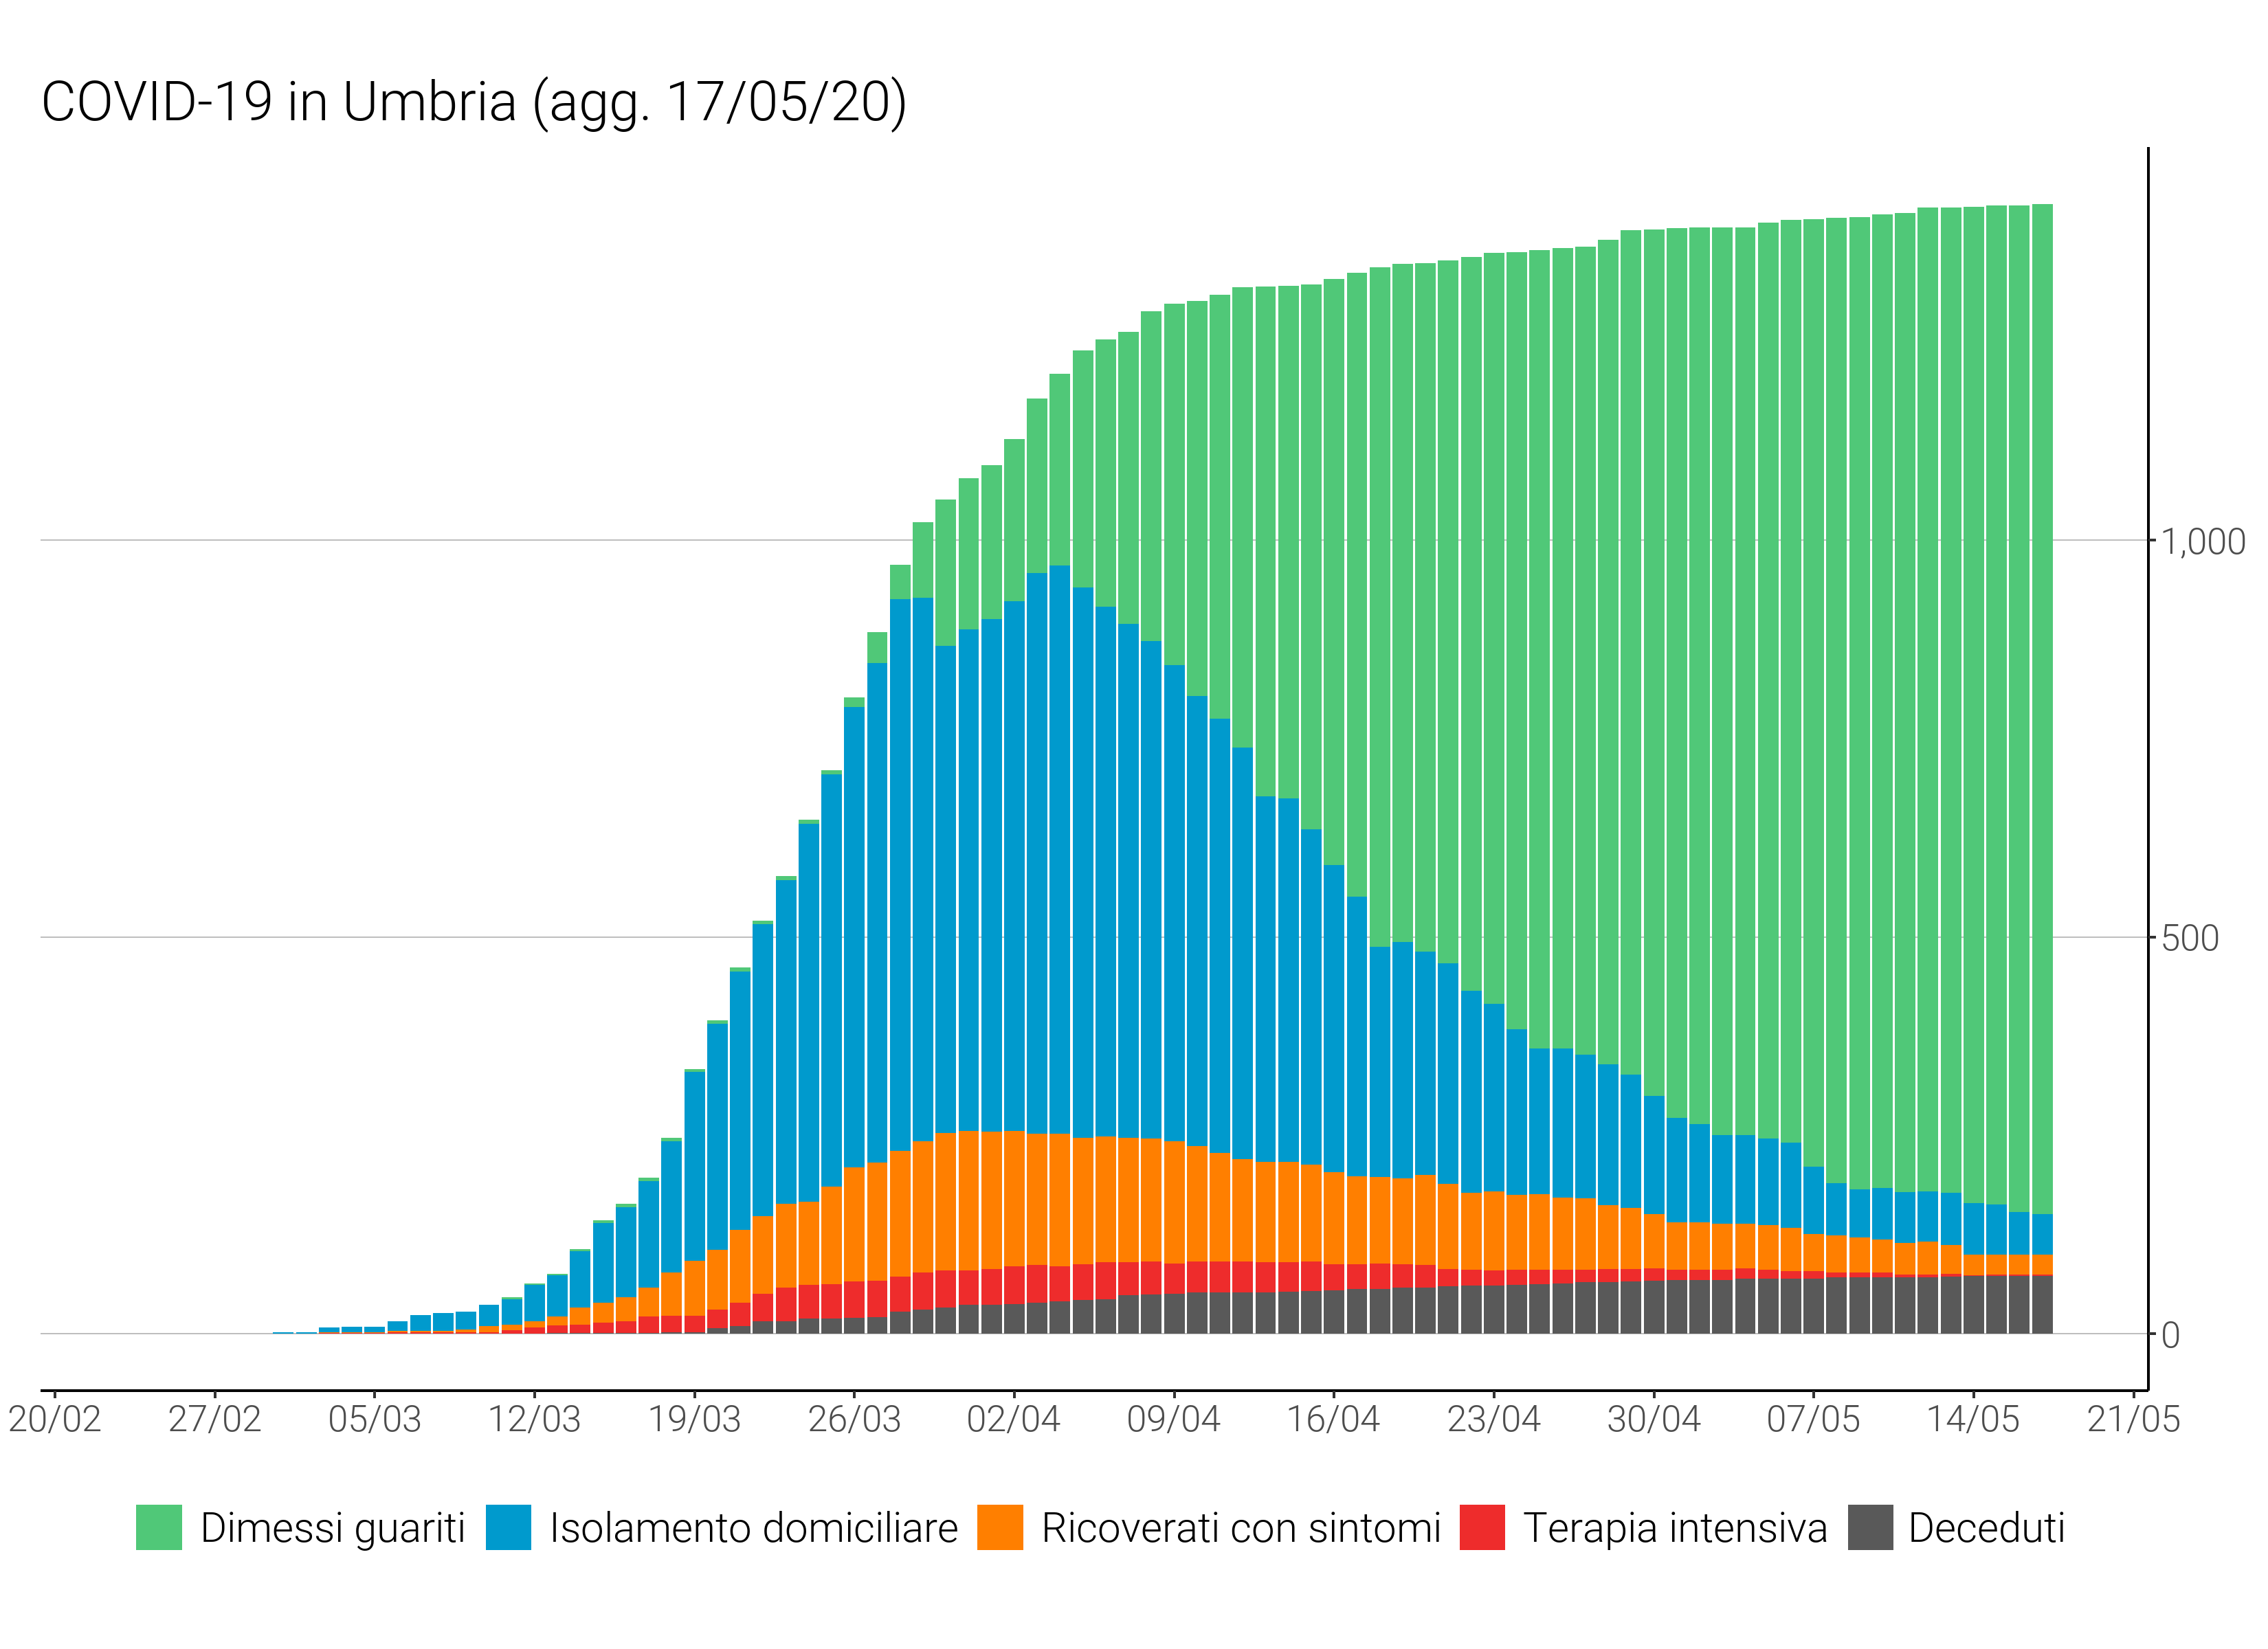 COVID-19 in Umbria (agg. 17/05/20)
1,000
500
0
20/02 27/02 05/03 12/03 19/03 26/03 02/04 09/04 16/04 23/04 30/04 07/05 14/05 21/05
Dimessi guariti Isolamento domiciliare Ricoverati con sintomi Terapia intensiva Deceduti